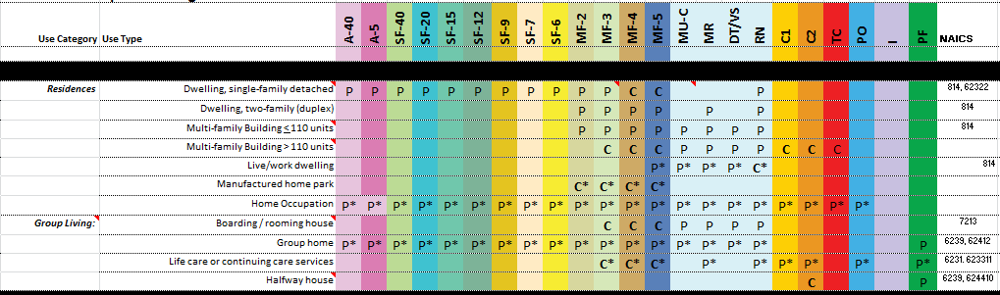 Use Category Use Type A-40 A-5 SF-40 SF-20 SF-15 SF-12 SF-9 SF-7 SF-6 MF-2 MF-3 MF-4 MF-5 MU-C MR DT/VS RN C1 C2 TC PO I PF NAICS
Residences Dwelling, single-family detached P P P P P P P P P P P C C P 814, 62322
Dwelling, two-family (duplex) P P P P P P 814
Multi-family Building ≤110 units P P P P P P P P 814
Multi-family Building > 110 units C C C P P P P C C C
Live/work dwelling P* P* P* P* C* 814
Manufactured home park C* C* C* C*
Home Occupation P* P* P* P* P* P* P* P* P* P* P* P* P* P* P* P* P* P* P* P* P*
Group Living: Boarding / rooming house C C C P P P P 7213
Group home P* P* P* P* P* P* P* P* P* P* P* P* P* P* P* P* P* P 6239, 62412
Life care or continuing care services C* C* C* P* P* P* P* P* P* 6231, 623311
Halfway house C P 6239, 624410